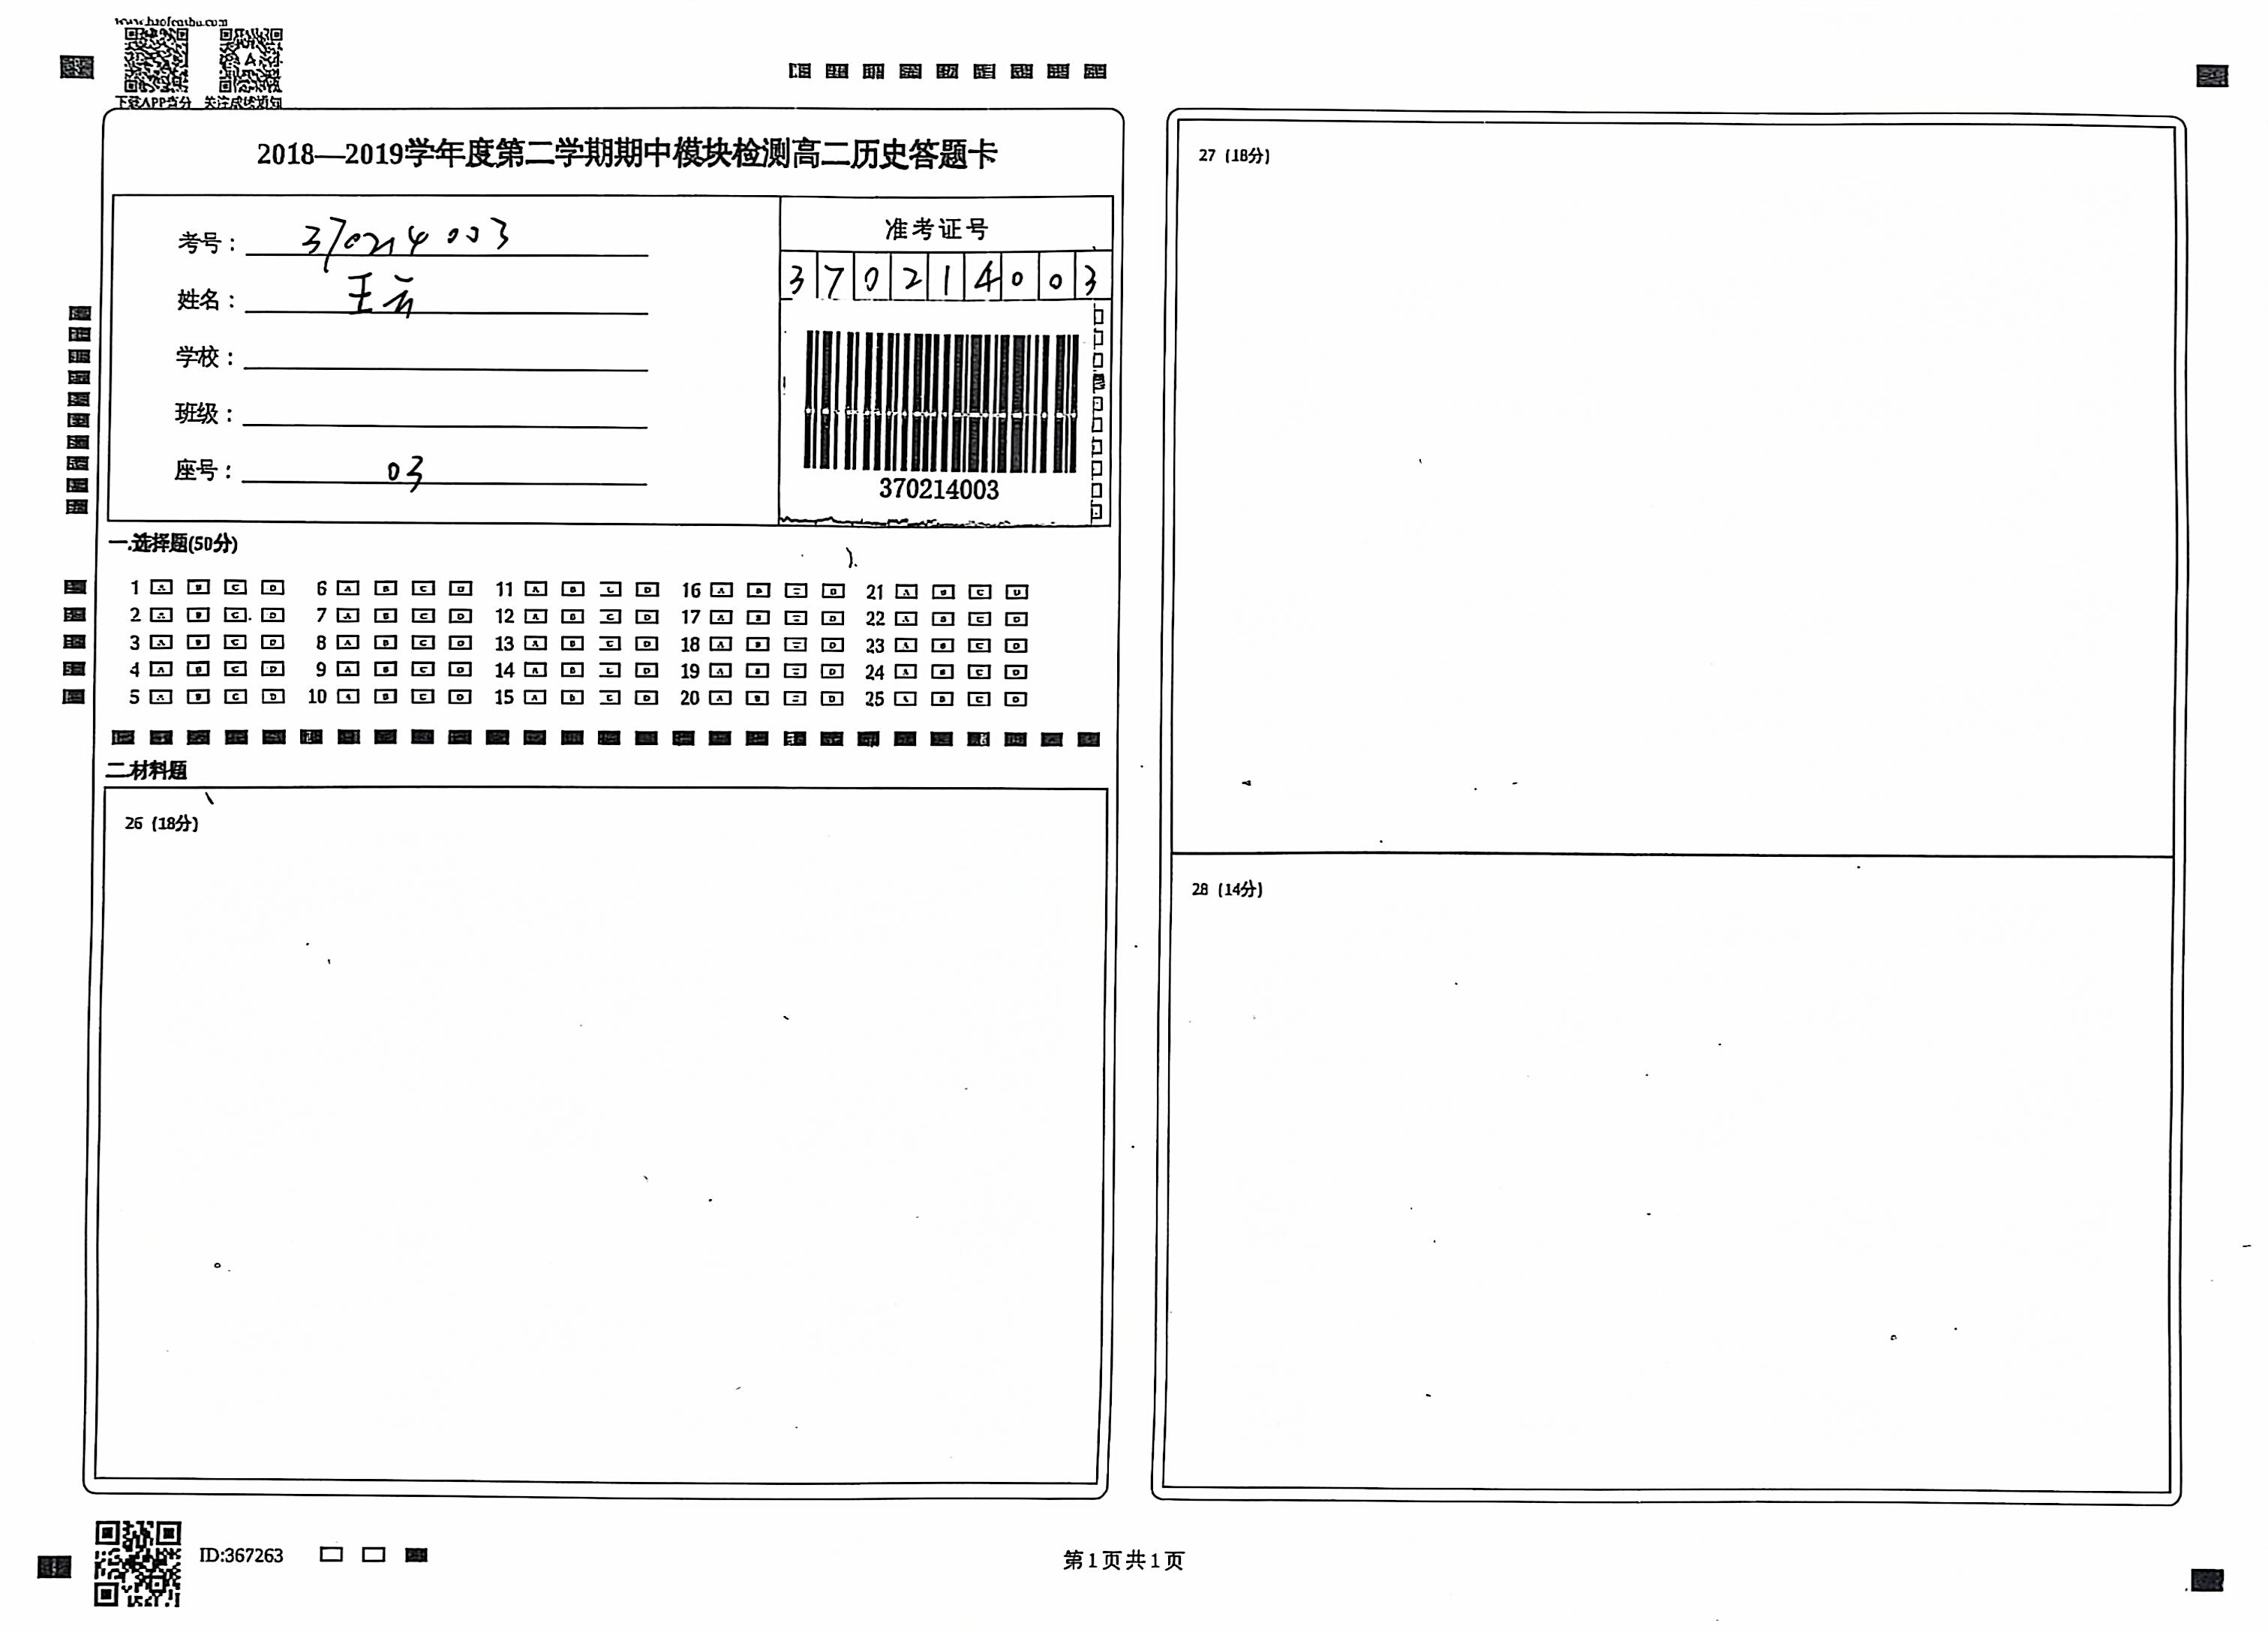 www.haofenshu.com
下载APP查分 关注成绩通知
2018—2019学年度第二学期期中模块检测高二历史答题卡
考号： 370214003
姓名： 王云
学校：
班级：
座号： 03
准考证号
3 7 0 2 1 4 0 0 3
370214003
一.选择题(50分)
1 A B C D 6 A B C D 11 A B C D 16 A B C D 21 A B C D
2 A B C D 7 A B C D 12 A B C D 17 A B C D 22 A B C D
3 A B C D 8 A B C D 13 A B C D 18 A B C D 23 A B C D
4 A B C D 9 A B C D 14 A B C D 19 A B C D 24 A B C D
5 A B C D 10 A B C D 15 A B C D 20 A B C D 25 A B C D
二.材料题
26 (18分)
27 (18分)
28 (14分)
ID:367263
第1页共1页